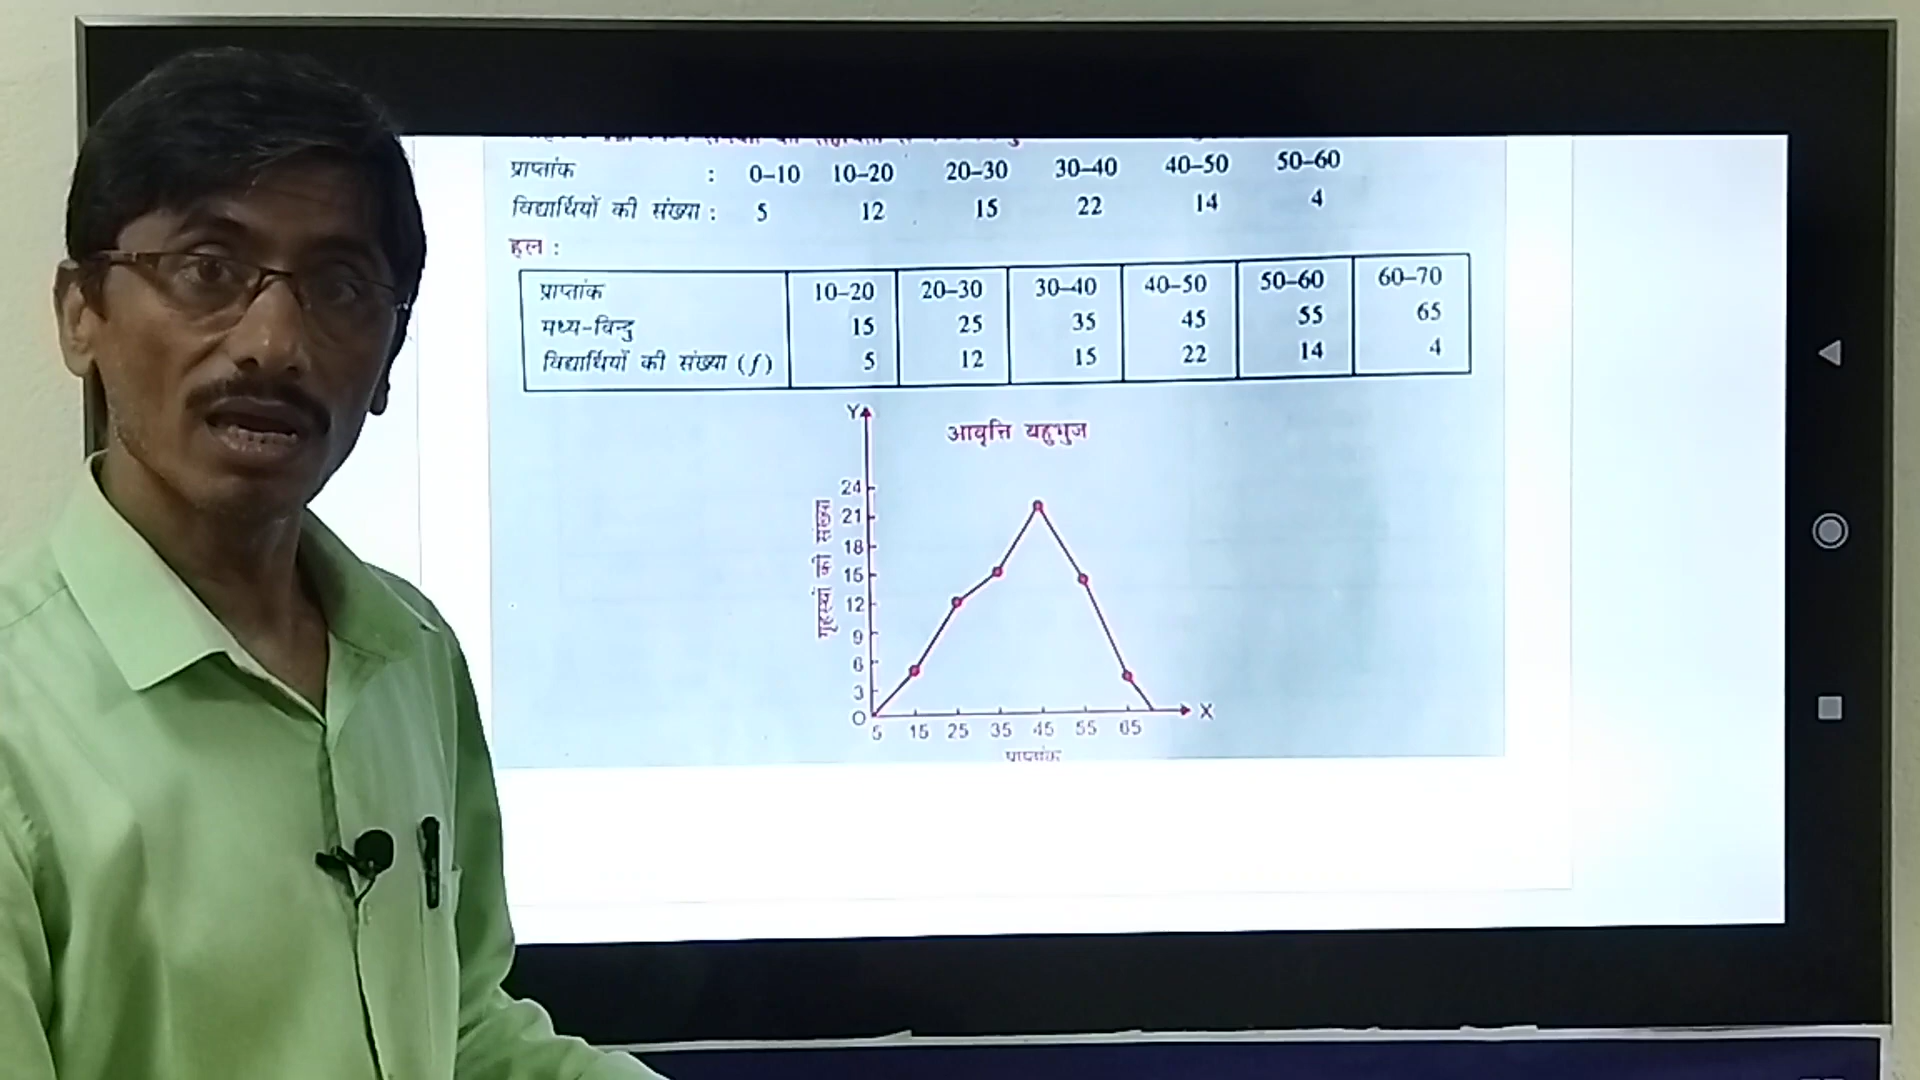 प्राप्तांक : 0–10 10–20 20–30 30–40 40–50 50–60
विद्यार्थियों की संख्या : 5 12 15 22 14 4
हल :
प्राप्तांक 10–20 20–30 30–40 40–50 50–60 60–70
मध्य-विन्दु 15 25 35 45 55 65
विद्यार्थियों की संख्या (f) 5 12 15 22 14 4
Y
आवृत्ति बहुभुज
24
21
18
15
12
9
6
3
O
की संख्या
X
5 15 25 35 45 55 65
प्राप्तांक